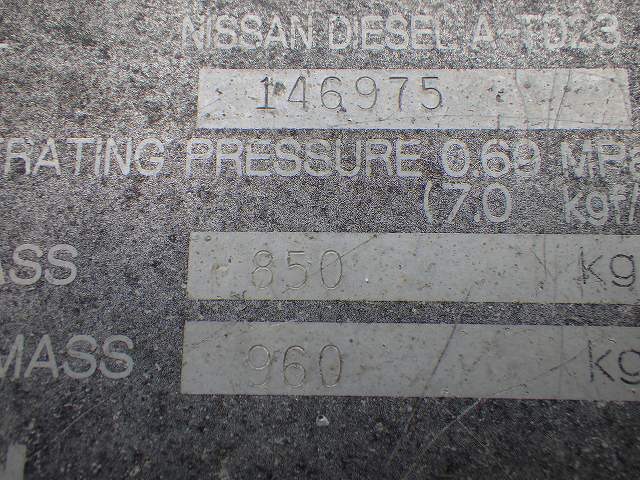 NISSAN DIESEL A-TD23
146975
RATING PRESSURE 0.69 MPa
(7.0 kgf/
ASS 850 kg
MASS 960 kg